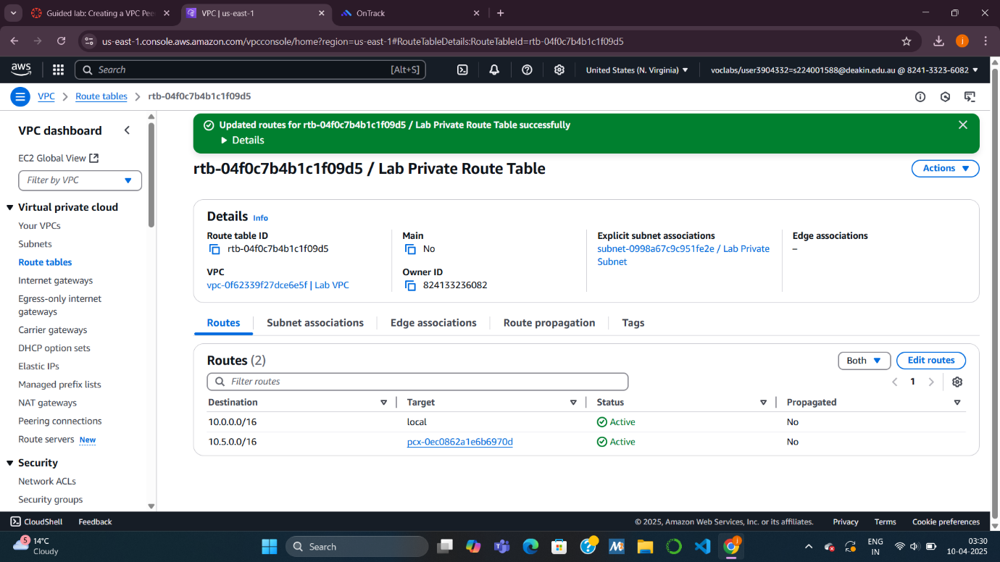 Guided lab: Creating a VPC Pee
VPC | us-east-1
OnTrack
us-east-1.console.aws.amazon.com/vpcconsole/home?region=us-east-1#RouteTableDetails:RouteTableId=rtb-04f0c7b4b1c1f09d5
j
aws
Search
[Alt+S]
United States (N. Virginia)
voclabs/user3904332=s224001588@deakin.edu.au @ 8241-3323-6082
VPC
Route tables
rtb-04f0c7b4b1c1f09d5
VPC dashboard
EC2 Global View
Filter by VPC
Virtual private cloud
Your VPCs
Subnets
Route tables
Internet gateways
Egress-only internet
gateways
Carrier gateways
DHCP option sets
Elastic IPs
Managed prefix lists
NAT gateways
Peering connections
Route servers New
Security
Network ACLs
Security groups
Updated routes for rtb-04f0c7b4b1c1f09d5 / Lab Private Route Table successfully
Details
rtb-04f0c7b4b1c1f09d5 / Lab Private Route Table
Actions
Details Info
Route table ID
rtb-04f0c7b4b1c1f09d5
Main
No
Explicit subnet associations
subnet-0998a67c9c951fe2e / Lab Private
Subnet
Edge associations
–
VPC
vpc-0f62339f27dce6e5f | Lab VPC
Owner ID
824133236082
Routes
Subnet associations
Edge associations
Route propagation
Tags
Routes (2)
Both
Edit routes
Filter routes
1
Destination Target Status Propagated
10.0.0.0/16 local Active No
10.5.0.0/16 pcx-0ec0862a1e6b6970d Active No
CloudShell
Feedback
© 2025, Amazon Web Services, Inc. or its affiliates.
Privacy
Terms
Cookie preferences
5
14°C
Cloudy
Search
j
ENG
IN
03:30
10-04-2025